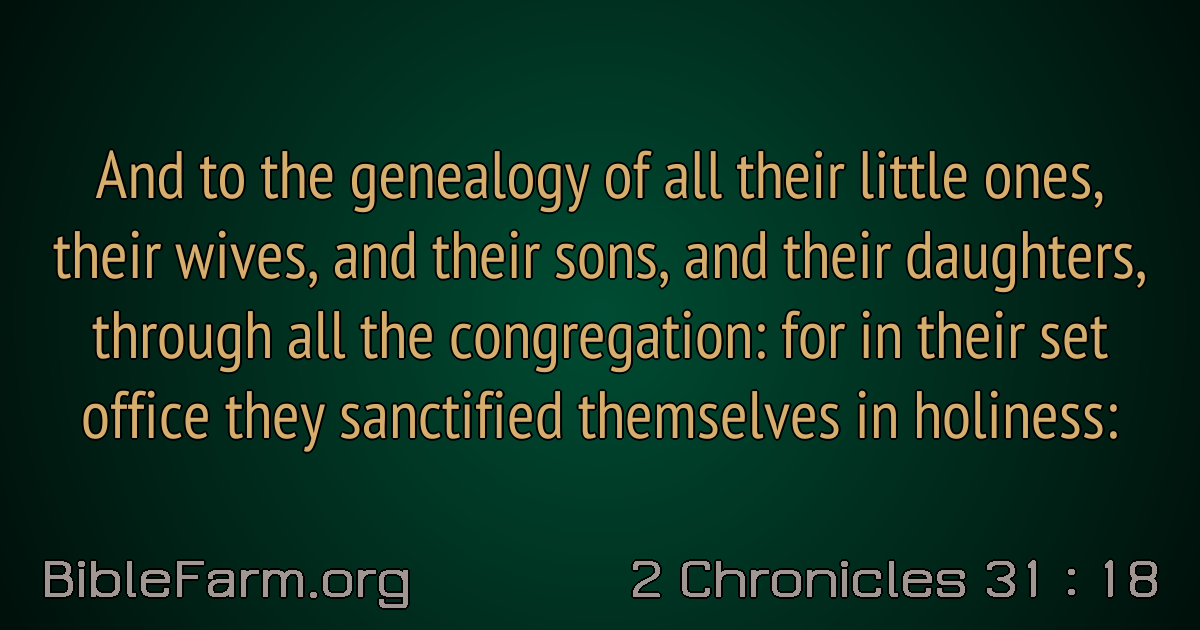 And to the genealogy of all their little ones,
their wives, and their sons, and their daughters,
through all the congregation: for in their set
office they sanctified themselves in holiness:
BibleFarm.org
2 Chronicles 31 : 18